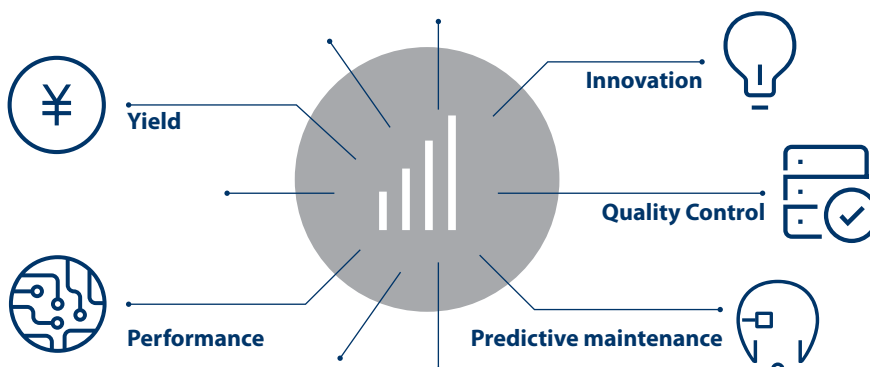 ¥
Yield
Innovation
Quality Control
Performance
Predictive maintenance